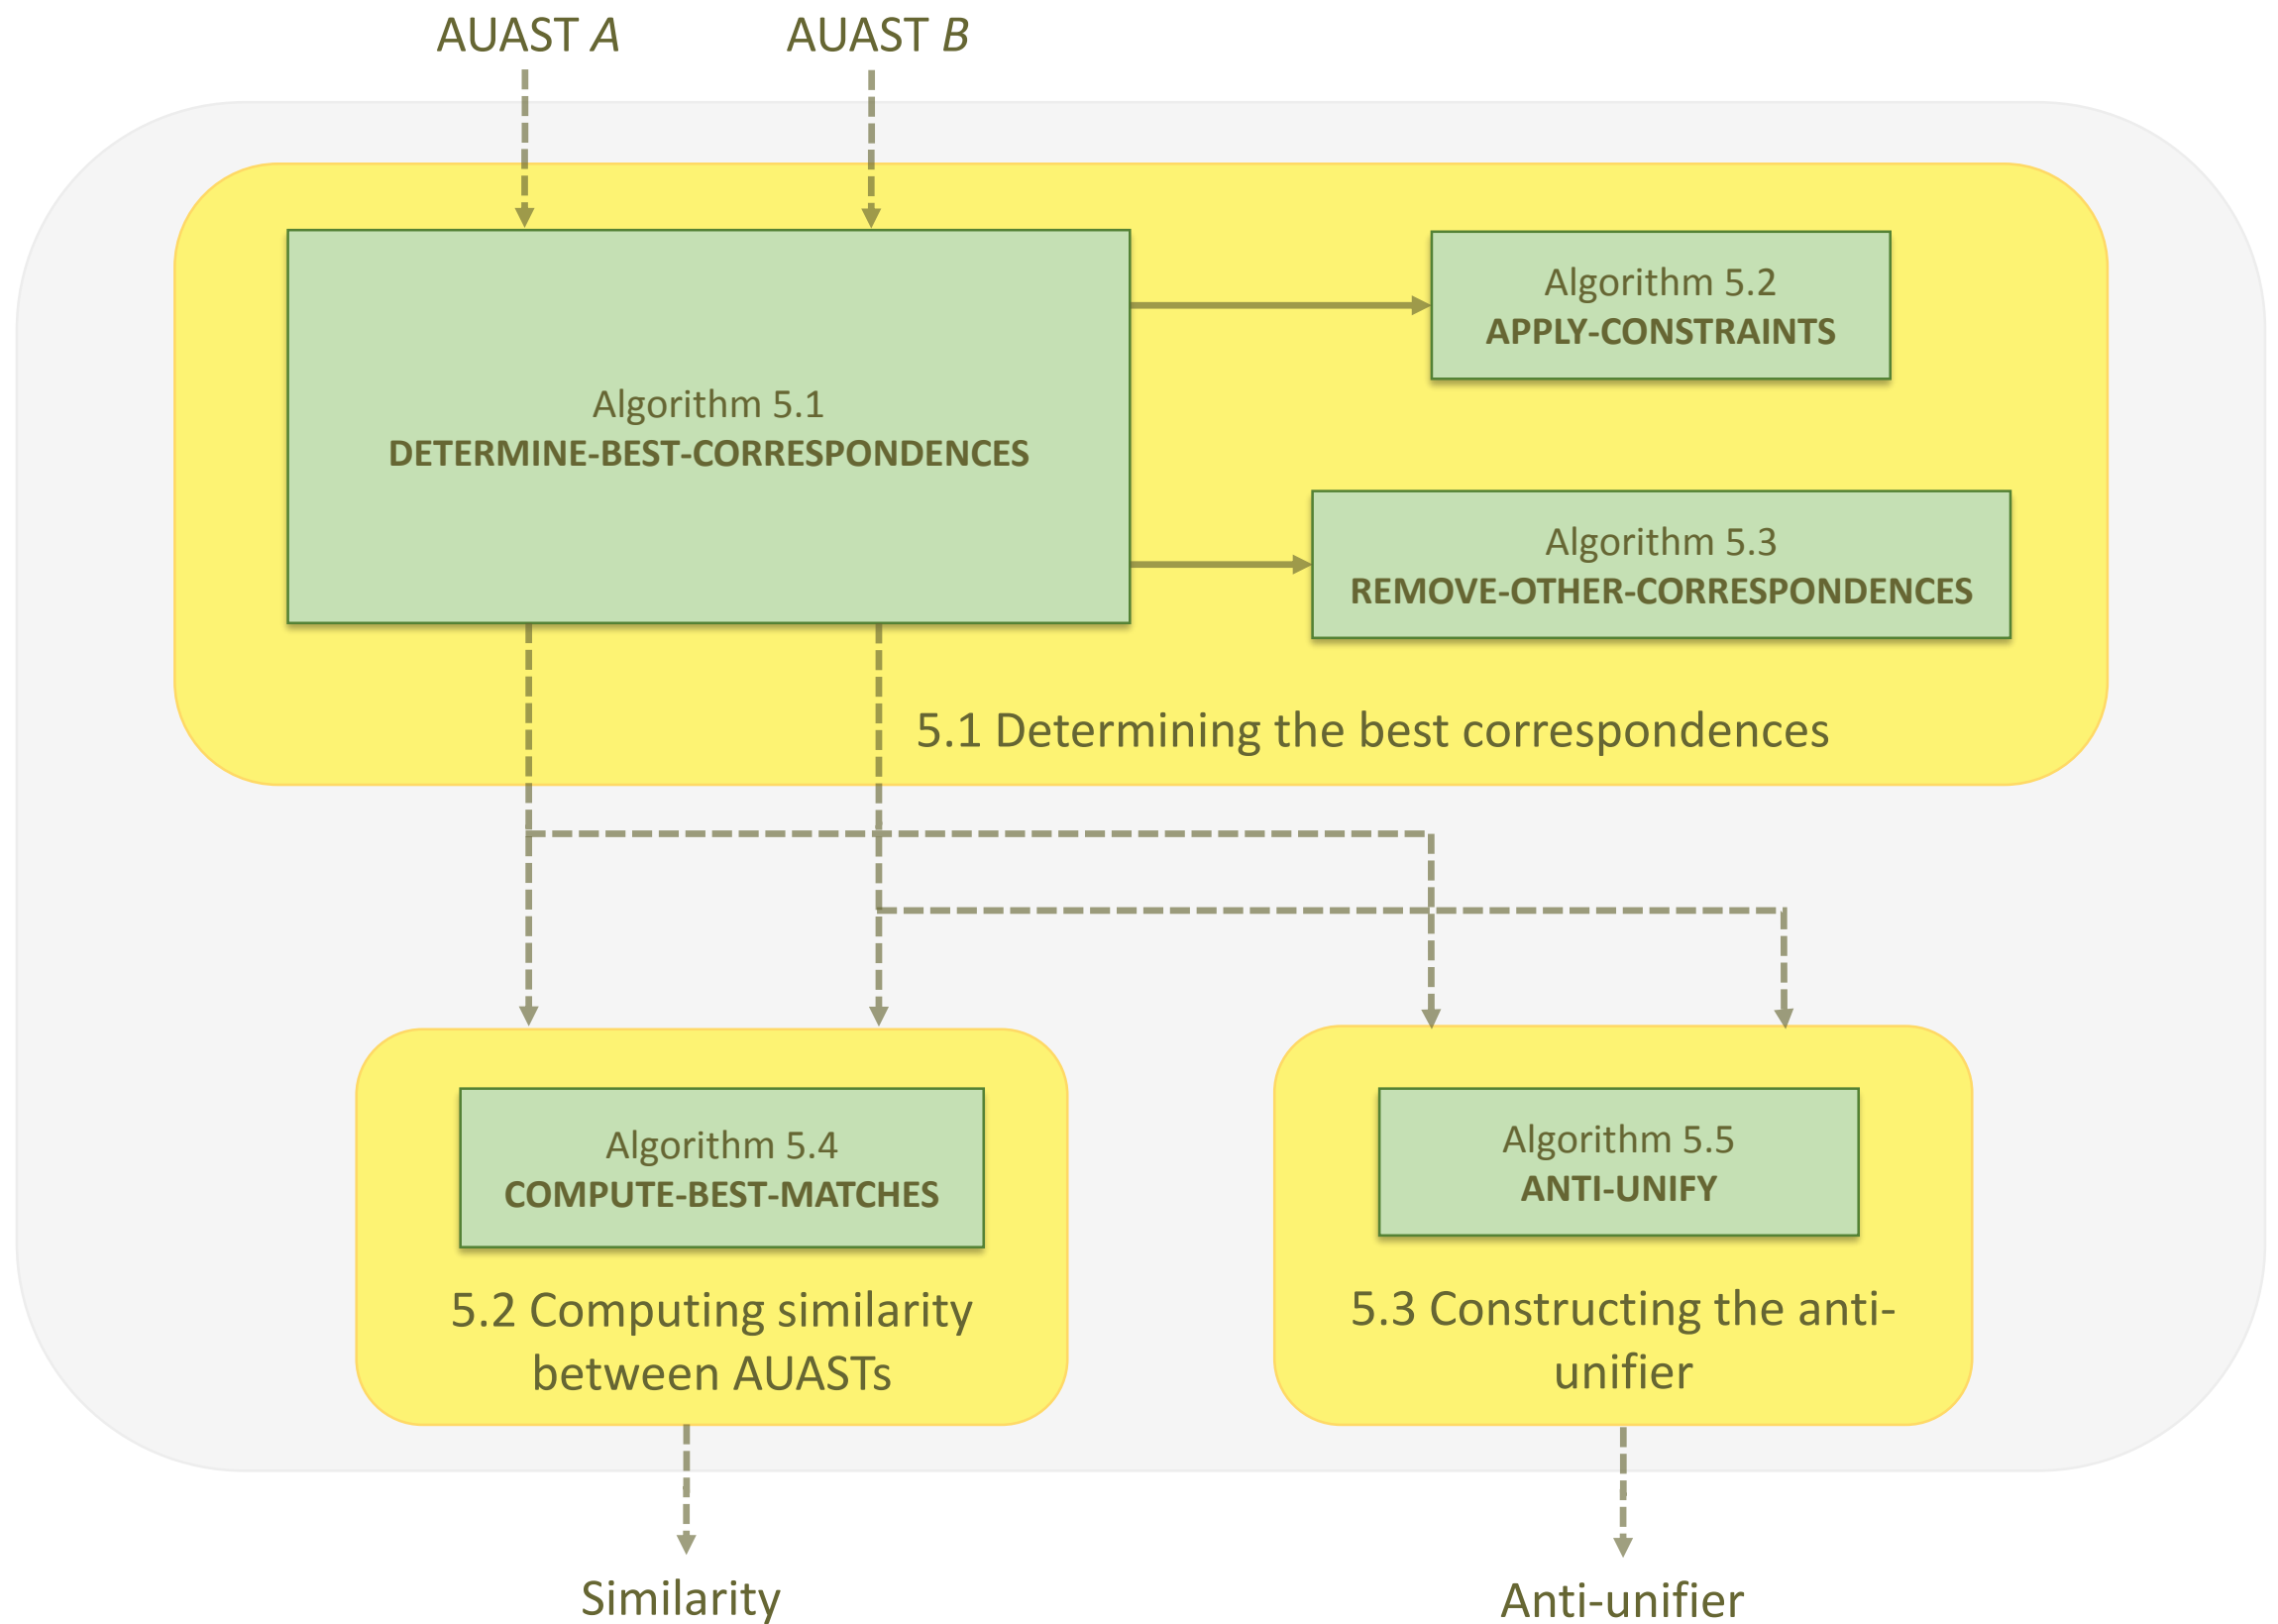 AUAST A
AUAST B
Algorithm 5.1
DETERMINE-BEST-CORRESPONDENCES
Algorithm 5.2
APPLY-CONSTRAINTS
Algorithm 5.3
REMOVE-OTHER-CORRESPONDENCES
5.1 Determining the best correspondences
Algorithm 5.4
COMPUTE-BEST-MATCHES
5.2 Computing similarity
between AUASTs
Algorithm 5.5
ANTI-UNIFY
5.3 Constructing the anti-
unifier
Similarity
Anti-unifier